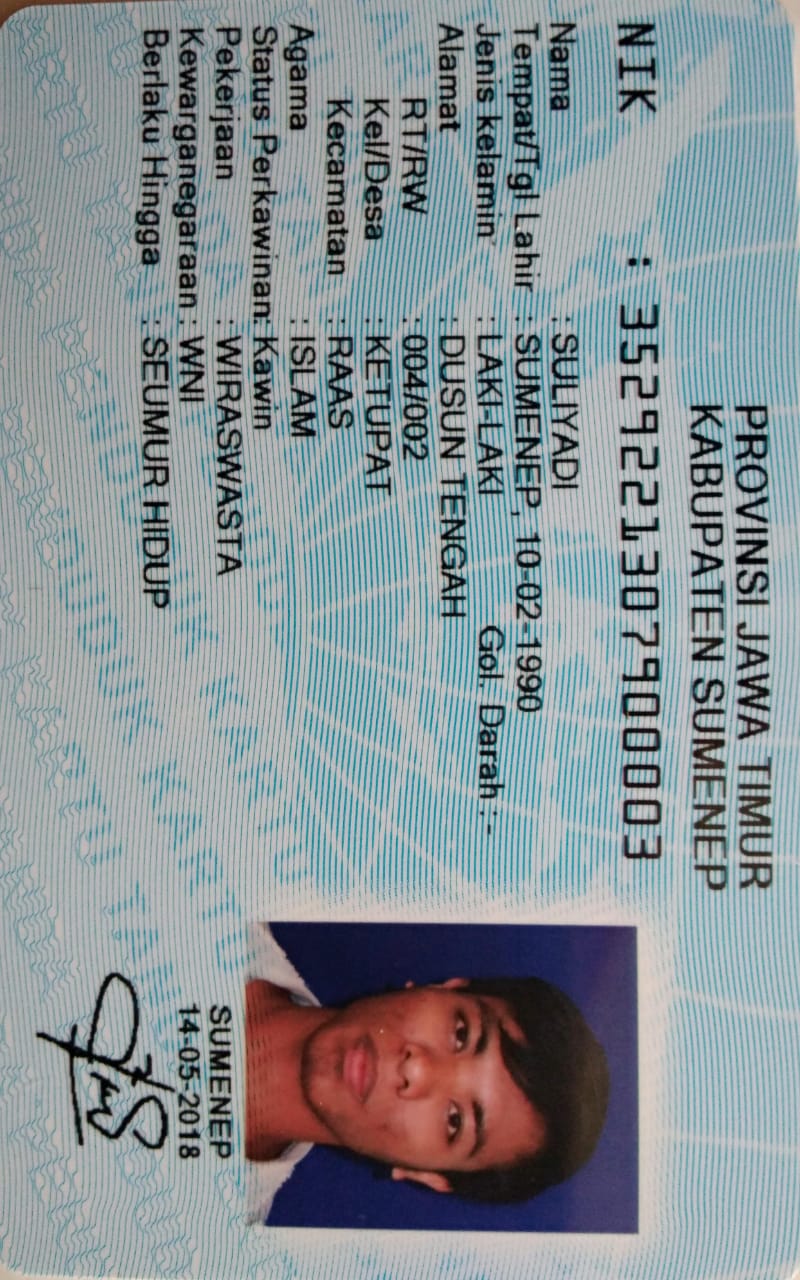 PROVINSI JAWA TIMUR
KABUPATEN SUMENEP
NIK : 3529221307900003
Nama : SULIYADI
Tempat/Tgl Lahir : SUMENEP, 10-02-1990
Jenis kelamin : LAKI-LAKI Gol. Darah :-
Alamat : DUSUN TENGAH
RT/RW : 004/002
Kel/Desa : KETUPAT
Kecamatan : RAAS
Agama : ISLAM
Status Perkawinan: Kawin
Pekerjaan : WIRASWASTA
Kewarganegaraan : WNI
Berlaku Hingga : SEUMUR HIDUP
SUMENEP
14-05-2018